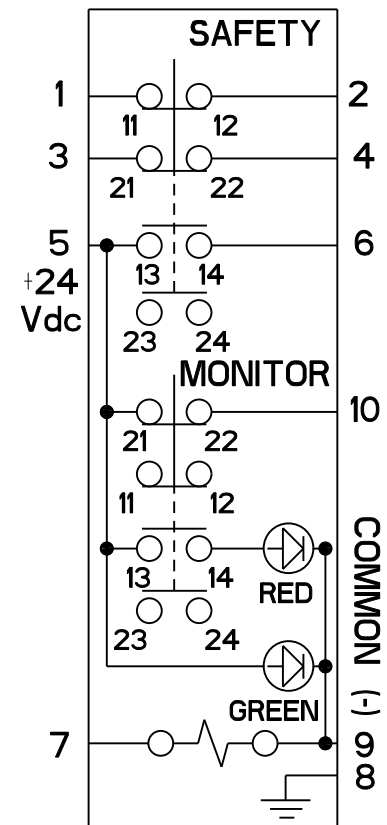 SAFETY
1 2
11 12
3 4
21 22
5 6
13 14
+24
Vdc
23 24
MONITOR
10
21 22
11 12
13 14
RED
23 24
COMMON (-)
GREEN
7 9
8